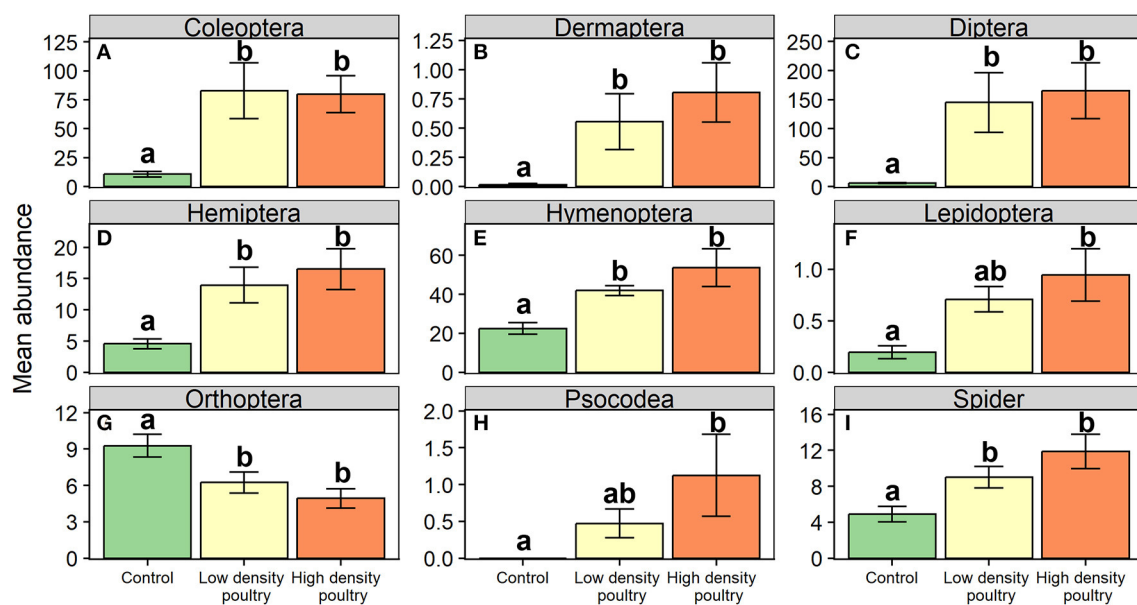 Coleoptera
Dermaptera
Diptera
A
125
100
75
50
25
0
a
b
b
B
1.25
1.00
0.75
0.50
0.25
0.00
a
b
b
C
250
200
150
100
50
0
a
b
b
Hemiptera
Hymenoptera
Lepidoptera
D
20
15
10
5
0
a
b
b
E
60
40
20
0
a
b
b
F
1.0
0.5
0.0
a
ab
b
Mean abundance
Orthoptera
Psocodea
Spider
G
12
9
6
3
0
a
b
b
H
2.0
1.5
1.0
0.5
0.0
a
ab
b
I
16
12
8
4
0
a
b
b
Control
Low density
poultry
High density
poultry
Control
Low density
poultry
High density
poultry
Control
Low density
poultry
High density
poultry